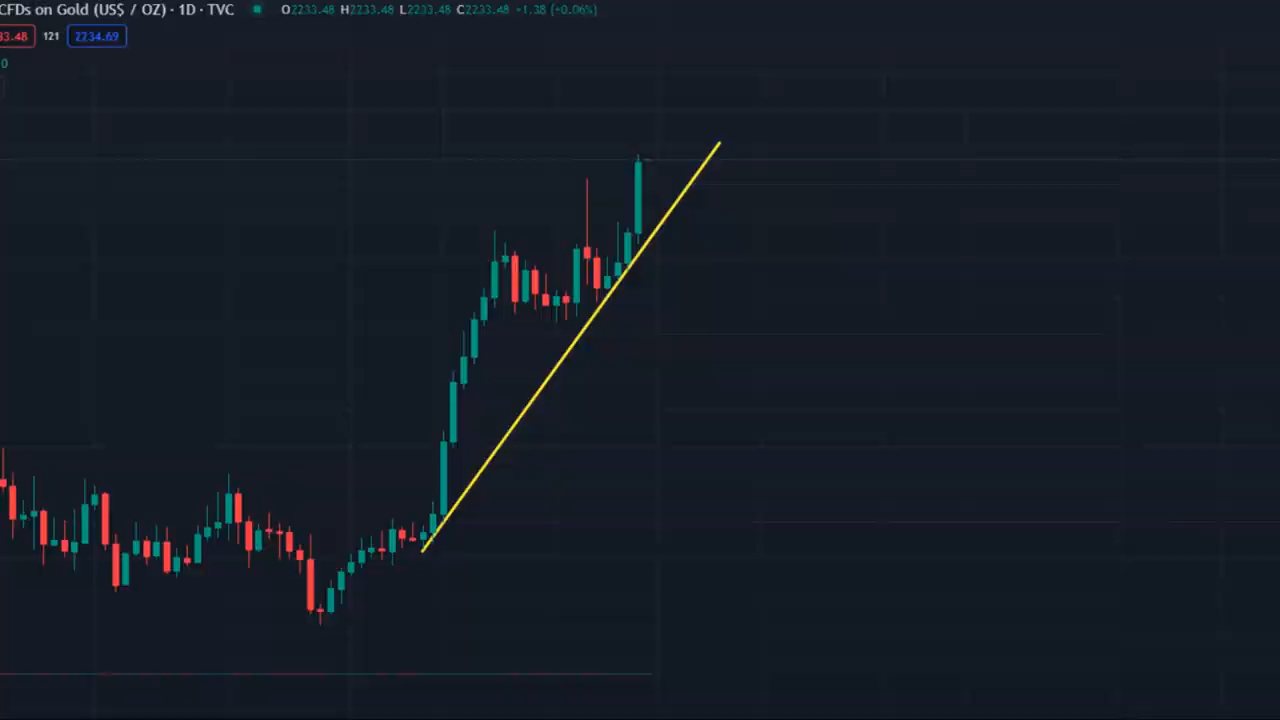 CFDs on Gold (US$ / OZ) · 1D · TVC O2233.48 H2233.48 L2233.48 C2233.48 +1.38 (+0.06%)
33.48 121 2234.69
0